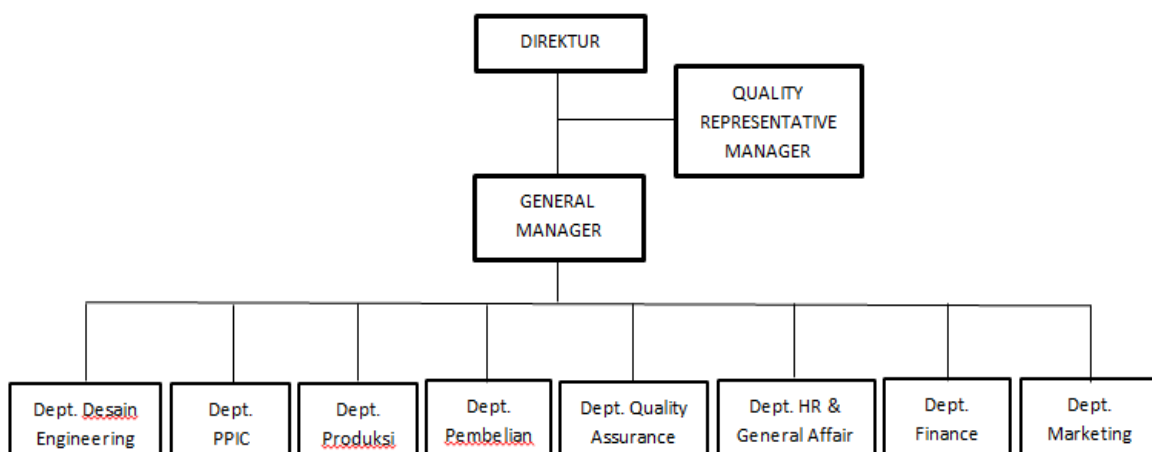 DIREKTUR
QUALITY
REPRESENTATIVE
MANAGER
GENERAL
MANAGER
Dept. Desain
Engineering
Dept.
PPIC
Dept.
Produksi
Dept.
Pembelian
Dept. Quality
Assurance
Dept. HR &
General Affair
Dept.
Finance
Dept.
Marketing